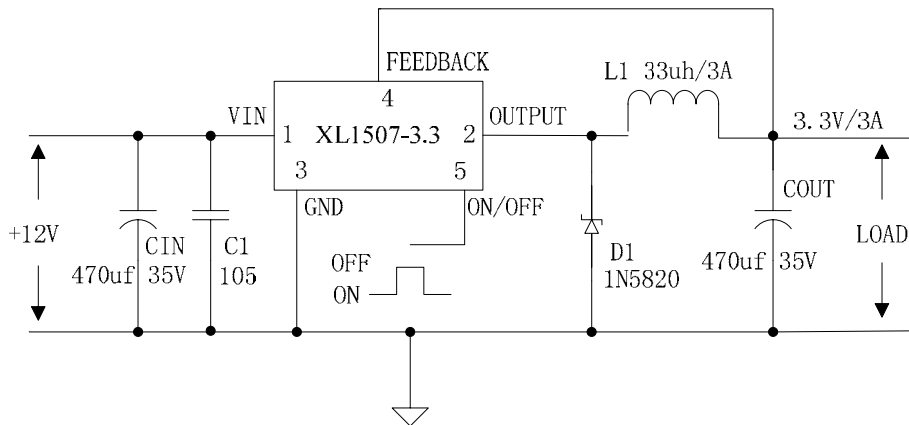 FEEDBACK
L1 33uh/3A
4
VIN
OUTPUT
3.3V/3A
1
XL1507-3.3
2
3
5
GND
ON/OFF
COUT
+12V
CIN
C1
LOAD
470uf 35V
105
OFF
ON
D1
1N5820
470uf 35V